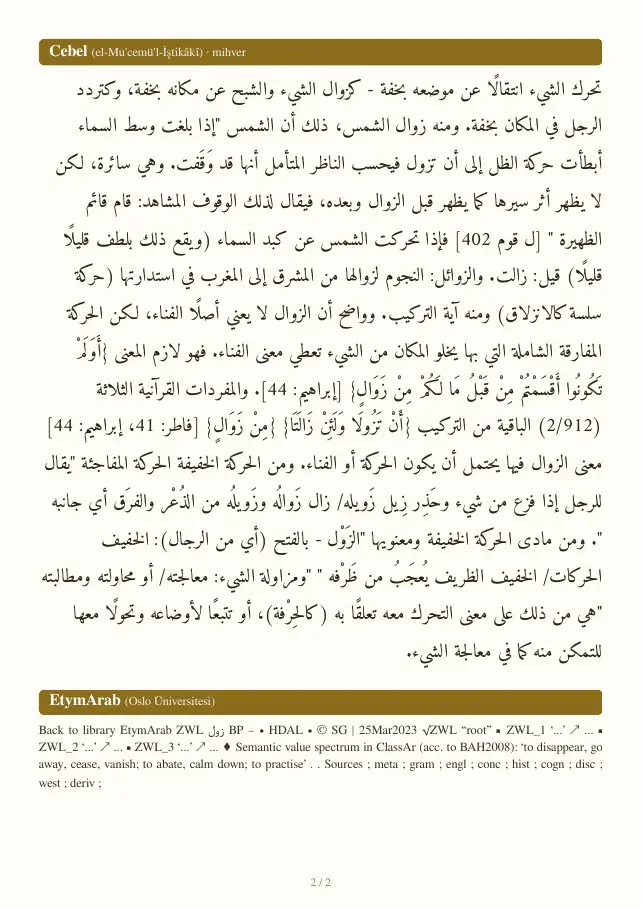 Cebel (el-Mu'cemü'l-İştikâkî) · mihver
تحرك الشيء انتقالًا عن موضعه بخفة - كزوال الشيء والشبح عن مكانه بخفة، وكتردد
الرجل في المكان بخفة. ومنه زوال الشمس، ذلك أن الشمس "إذا بلغت وسط السماء
أبطأت حركة الظل إلى أن تزول فيحسب الناظر المتأمل أنها قد وَقَفت. وهي سائرة، لكن
لا يظهر أثر سيرها كما يظهر قبل الزوال وبعده، فيقال لذلك الوقوف المشاهد: قام قائم
الظهيرة " [ل قوم 402] فإذا تحركت الشمس عن كبد السماء (ويقع ذلك بلطف قليلًا
قليلًا) قيل: زالت. والزوائل: النجوم لزوالها من المشرق إلى المغرب في استدارتها (حركة
سلسة كالانزلاق) ومنه آية التركيب. وواضح أن الزوال لا يعني أصلًا الفناء، لكن الحركة
المفارقة الشاملة التي بها يخلو المكان من الشيء تعطي معنى الفناء. فهو لازم المعنى {أَوَلَمْ
تَكُونُوا أَقْسَمْتُمْ مِنْ قَبْلُ مَا لَكُمْ مِنْ زَوَالٍ} [إبراهيم: 44]. والمفردات القرآنية الثلاثة
(2/912) الباقية من التركيب {أَنْ تَزُولَا وَلَئِنْ زَالَتَا} {مِنْ زَوَالٍ} [فاطر: 41، إبراهيم: 44]
معنى الزوال فيها يحتمل أن يكون الحركة أو الفناء. ومن الحركة الخفيفة الحركة المفاجئة "يقال
للرجل إذا فزع من شيء وحَذِر زِيل زَويله/ زال زَوالُه وزَويلُه من الذُعْر والفرَق أي جانبه
". ومن مادى الحركة الخفيفة ومعنويها "الزَوْل - بالفتح (أي من الرجال): الخفيف
الحركات/ الخفيف الظريف يُعجَبُ من ظَرْفه " "ومزاولة الشيء: معالجته/ أو محاولته ومطالبته
"هي من ذلك على معنى التحرك معه تعلقًا به (كالحِرْفة)، أو تتبعًا لأوضاعه وتحولًا معها
للتمكن منه كما في معالجة الشيء.
EtymArab (Oslo Üniversitesi)
Back to library EtymArab ZWL زول BP – • HDAL • © SG | 25Mar2023 √ZWL “root” ▪ ZWL_1 ‘...’ ↗ ... ▪
ZWL_2 ‘...’ ↗ ... ▪ ZWL_3 ‘...’ ↗ ... ♦ Semantic value spectrum in ClassAr (acc. to BAH2008): ‘to disappear, go
away, cease, vanish; to abate, calm down; to practise’ . . Sources ; meta ; gram ; engl ; conc ; hist ; cogn ; disc ;
west ; deriv ;
2 / 2